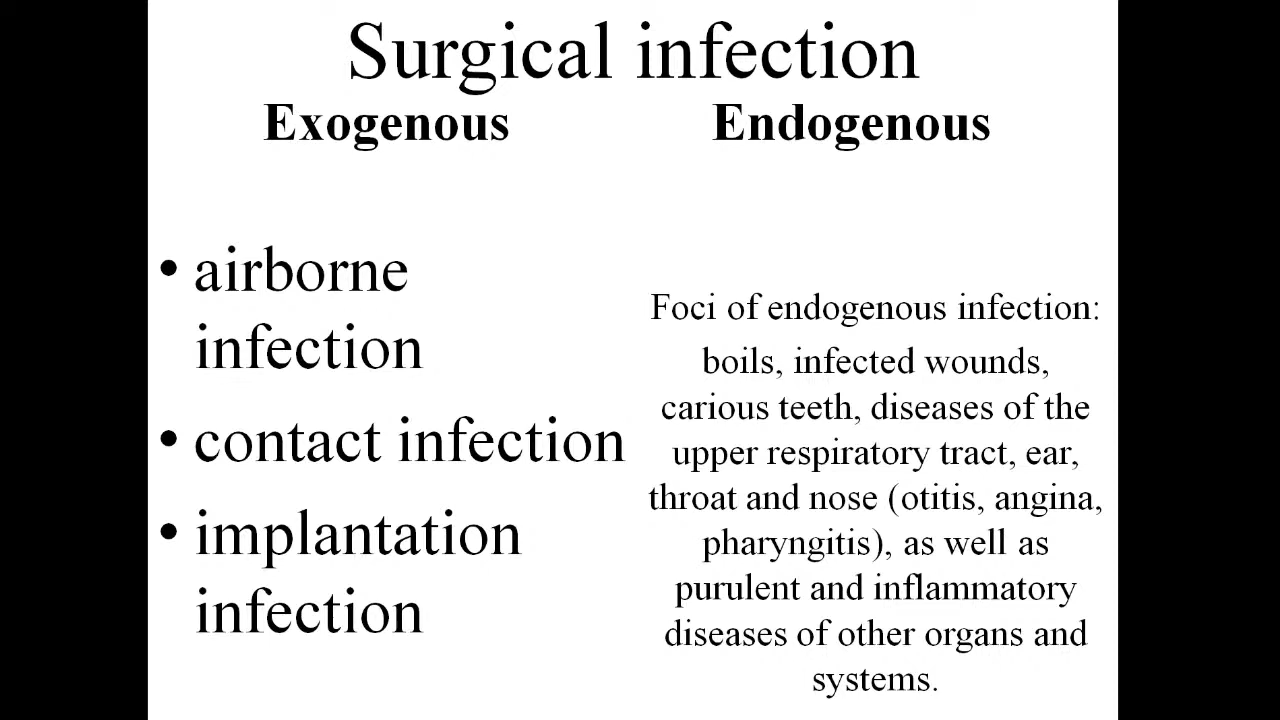 Surgical infection
Exogenous
Endogenous
• airborne
infection
• contact infection
• implantation
infection
Foci of endogenous infection:
boils, infected wounds,
carious teeth, diseases of the
upper respiratory tract, ear,
throat and nose (otitis, angina,
pharyngitis), as well as
purulent and inflammatory
diseases of other organs and
systems.